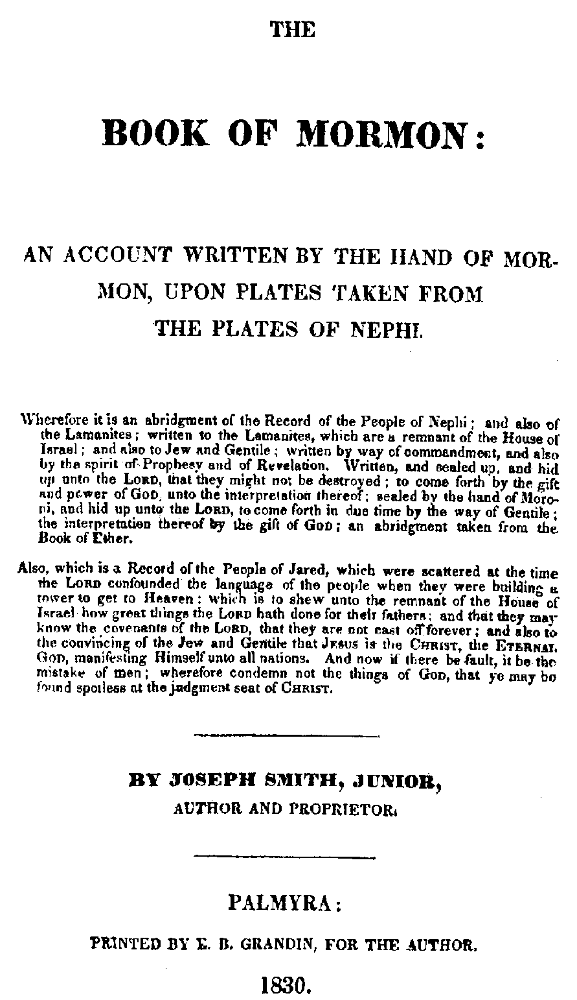 THE
BOOK OF MORMON:
AN ACCOUNT WRITTEN BY THE HAND OF MOR-
MON, UPON PLATES TAKEN FROM
THE PLATES OF NEPHI.
Wherefore it is an abridgment of the Record of the People of Nephi; and also of
the Lamanites; written to the Lamanites, which are a remnant of the House of
Israel; and also to Jew and Gentile; written by way of commandment, and also
by the spirit of Prophesy and of Revelation. Written, and sealed up, and hid
up unto the LORD, that they might not be destroyed; to come forth by the gift
and power of GOD, unto the interpretation thereof; sealed by the hand of Moro-
ni, and hid up unto the LORD, to come forth in due time by the way of Gentile;
the interpretation thereof by the gift of GOD; an abridgment taken from the
Book of Ether.
Also, which is a Record of the People of Jared, which were scattered at the time
the LORD confounded the language of the people when they were building a
tower to get to Heaven: which is to shew unto the remnant of the House of
Israel how great things the LORD hath done for their fathers; and that they may
know the covenants of the LORD, that they are not cast off forever; and also to
the convincing of the Jew and Gentile that JESUS is the CHRIST, the ETERNAL
GOD, manifesting Himself unto all nations. And now if there be fault, it be the
mistake of men; wherefore condemn not the things of GOD, that ye may be
found spotless at the judgment seat of CHRIST.
BY JOSEPH SMITH, JUNIOR,
AUTHOR AND PROPRIETOR.
PALMYRA:
PRINTED BY E. B. GRANDIN, FOR THE AUTHOR.
1830.